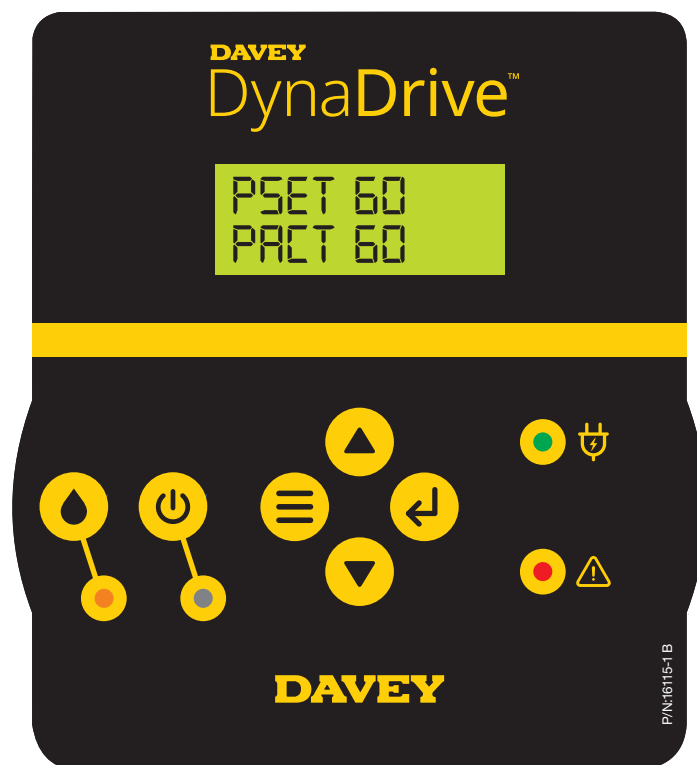 DAVEY
DynaDrive™
PSET 60
PACT 60
DAVEY
P/N:16115-1 B